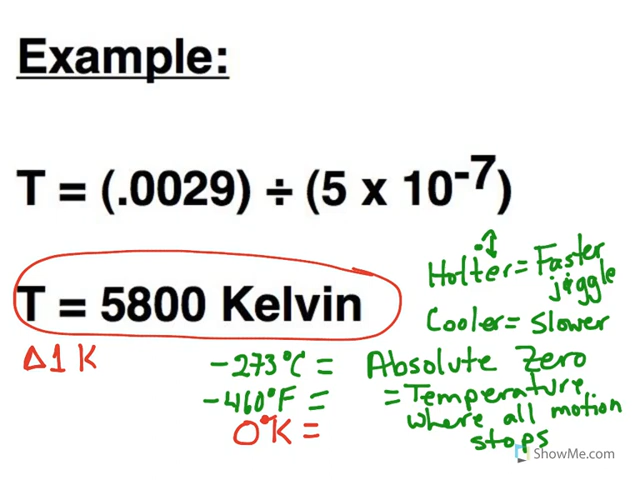 Example:
T = (.0029) ÷ (5 x 10⁻⁷)
T = 5800 Kelvin
Hotter = Faster
jiggle
Cooler = Slower
Δ1 K
-273°C = Absolute Zero
-460°F = = Temperature
where all motion
stops
0°K =
ShowMe.com